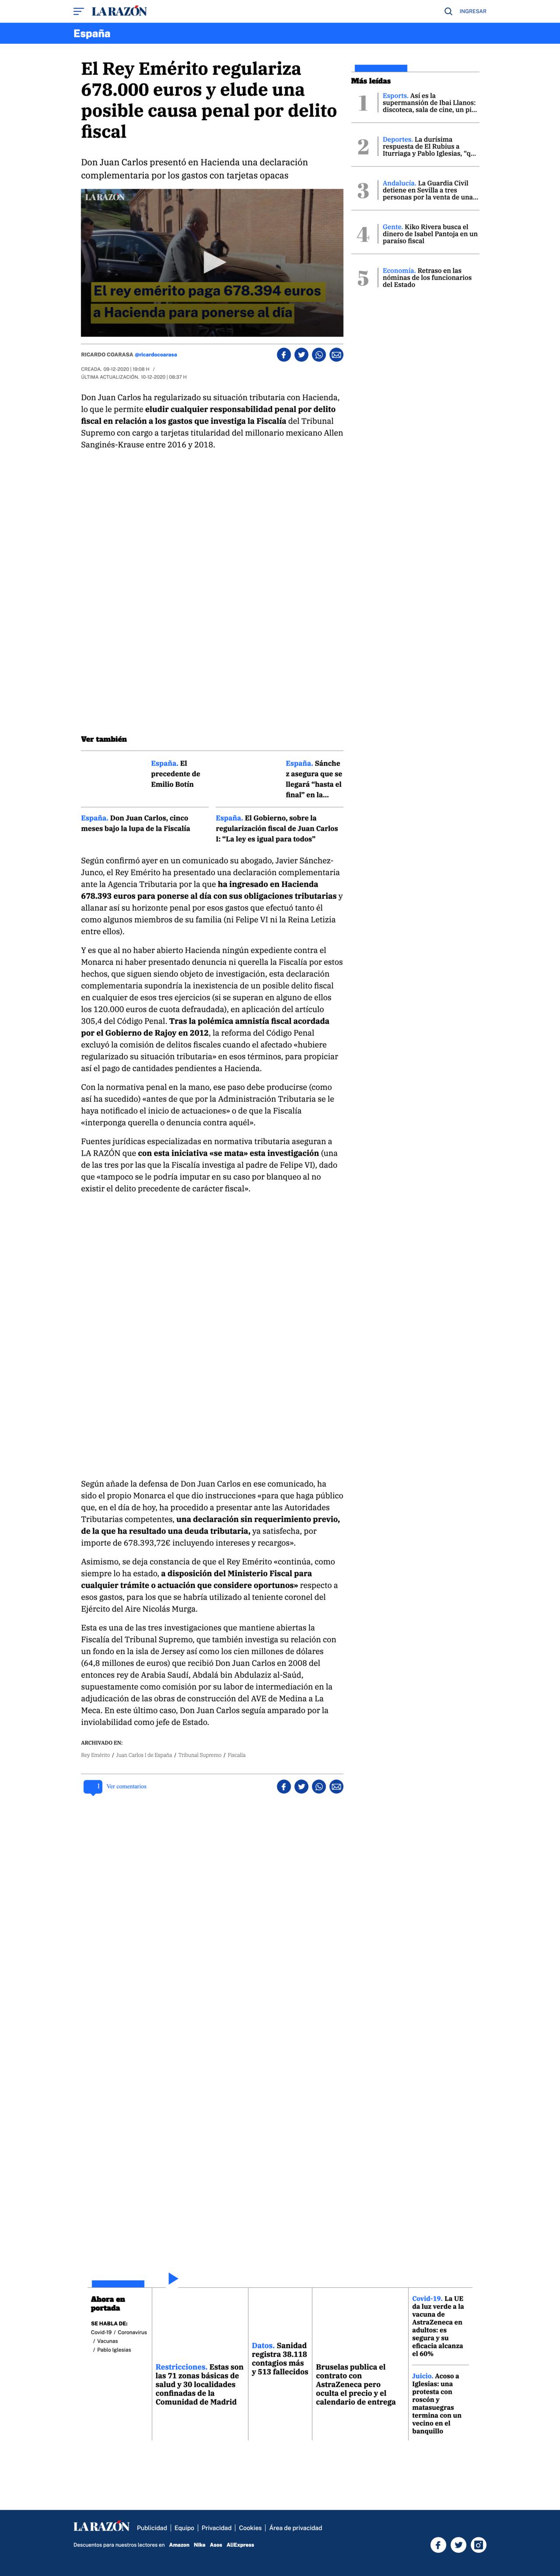 LA RAZÓN
INGRESAR
España
El Rey Emérito regulariza
678.000 euros y elude una
posible causa penal por delito
fiscal
Don Juan Carlos presentó en Hacienda una declaración
complementaria por los gastos con tarjetas opacas
LA RAZÓN
El rey emérito paga 678.394 euros
a Hacienda para ponerse al día
RICARDO COARASA @ricardocoarasa
CREADA. 09-12-2020 | 19:08 H /
ÚLTIMA ACTUALIZACIÓN. 10-12-2020 | 08:37 H
Don Juan Carlos ha regularizado su situación tributaria con Hacienda,
lo que le permite eludir cualquier responsabilidad penal por delito
fiscal en relación a los gastos que investiga la Fiscalía del Tribunal
Supremo con cargo a tarjetas titularidad del millonario mexicano Allen
Sanginés-Krause entre 2016 y 2018.
Ver también
España. El
precedente de
Emilio Botín
España. Sánche
z asegura que se
llegará “hasta el
final” en la...
España. Don Juan Carlos, cinco
meses bajo la lupa de la Fiscalía
España. El Gobierno, sobre la
regularización fiscal de Juan Carlos
I: “La ley es igual para todos”
Según confirmó ayer en un comunicado su abogado, Javier Sánchez-
Junco, el Rey Emérito ha presentado una declaración complementaria
ante la Agencia Tributaria por la que ha ingresado en Hacienda
678.393 euros para ponerse al día con sus obligaciones tributarias y
allanar así su horizonte penal por esos gastos que efectuó tanto él
como algunos miembros de su familia (ni Felipe VI ni la Reina Letizia
entre ellos).
Y es que al no haber abierto Hacienda ningún expediente contra el
Monarca ni haber presentado denuncia ni querella la Fiscalía por estos
hechos, que siguen siendo objeto de investigación, esta declaración
complementaria supondría la inexistencia de un posible delito fiscal
en cualquier de esos tres ejercicios (si se superan en alguno de ellos
los 120.000 euros de cuota defraudada), en aplicación del artículo
305,4 del Código Penal. Tras la polémica amnistía fiscal acordada
por el Gobierno de Rajoy en 2012, la reforma del Código Penal
excluyó la comisión de delitos fiscales cuando el afectado «hubiere
regularizado su situación tributaria» en esos términos, para propiciar
así el pago de cantidades pendientes a Hacienda.
Con la normativa penal en la mano, ese paso debe producirse (como
así ha sucedido) «antes de que por la Administración Tributaria se le
haya notificado el inicio de actuaciones» o de que la Fiscalía
«interponga querella o denuncia contra aquél».
Fuentes jurídicas especializadas en normativa tributaria aseguran a
LA RAZÓN que con esta iniciativa «se mata» esta investigación (una
de las tres por las que la Fiscalía investiga al padre de Felipe VI), dado
que «tampoco se le podría imputar en su caso por blanqueo al no
existir el delito precedente de carácter fiscal».
Según añade la defensa de Don Juan Carlos en ese comunicado, ha
sido el propio Monarca el que dio instrucciones «para que haga público
que, en el día de hoy, ha procedido a presentar ante las Autoridades
Tributarias competentes, una declaración sin requerimiento previo,
de la que ha resultado una deuda tributaria, ya satisfecha, por
importe de 678.393,72€ incluyendo intereses y recargos».
Asimismo, se deja constancia de que el Rey Emérito «continúa, como
siempre lo ha estado, a disposición del Ministerio Fiscal para
cualquier trámite o actuación que considere oportunos» respecto a
esos gastos, para los que se habría utilizado al teniente coronel del
Ejército del Aire Nicolás Murga.
Esta es una de las tres investigaciones que mantiene abiertas la
Fiscalía del Tribunal Supremo, que también investiga su relación con
un fondo en la isla de Jersey así como los cien millones de dólares
(64,8 millones de euros) que recibió Don Juan Carlos en 2008 del
entonces rey de Arabia Saudí, Abdalá bin Abdulaziz al-Saúd,
supuestamente como comisión por su labor de intermediación en la
adjudicación de las obras de construcción del AVE de Medina a La
Meca. En este último caso, Don Juan Carlos seguía amparado por la
inviolabilidad como jefe de Estado.
ARCHIVADO EN:
Rey Emérito / Juan Carlos I de España / Tribunal Supremo / Fiscalía
1 Ver comentarios
Más leídas
1 Esports. Así es la
supermansión de Ibai Llanos:
discoteca, sala de cine, un pi...
2 Deportes. La durísima
respuesta de El Rubius a
Iturriaga y Pablo Iglesias, “q...
3 Andalucía. La Guardia Civil
detiene en Sevilla a tres
personas por la venta de una...
4 Gente. Kiko Rivera busca el
dinero de Isabel Pantoja en un
paraíso fiscal
5 Economía. Retraso en las
nóminas de los funcionarios
del Estado
Ahora en
portada
SE HABLA DE:
Covid-19 / Coronavirus
/ Vacunas
/ Pablo Iglesias
Restricciones. Estas son
las 71 zonas básicas de
salud y 30 localidades
confinadas de la
Comunidad de Madrid
Datos. Sanidad
registra 38.118
contagios más
y 513 fallecidos
Bruselas publica el
contrato con
AstraZeneca pero
oculta el precio y el
calendario de entrega
Covid-19. La UE
da luz verde a la
vacuna de
AstraZeneca en
adultos: es
segura y su
eficacia alcanza
el 60%
Juicio. Acoso a
Iglesias: una
protesta con
roscón y
matasuegras
termina con un
vecino en el
banquillo
LA RAZÓN
Publicidad | Equipo | Privacidad | Cookies | Área de privacidad
Descuentos para nuestros lectores en Amazon Nike Asos AliExpress